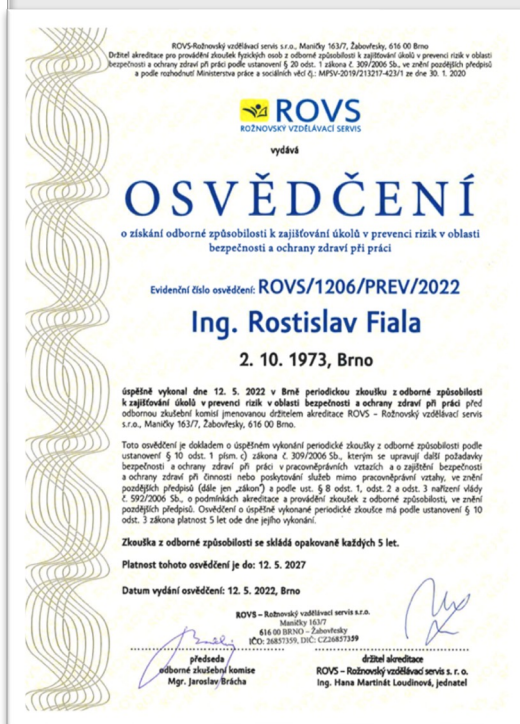 ROVS-Rožnovský vzdělávací servis s.r.o., Maničky 163/7, Žabovřesky, 616 00 Brno
Držitel akreditace pro provádění zkoušek fyzických osob z odborné způsobilosti k zajišťování úkolů v prevenci rizik v oblasti
bezpečnosti a ochrany zdraví při práci podle ustanovení § 20 odst. 1 zákona č. 309/2006 Sb., ve znění pozdějších předpisů
a podle rozhodnutí Ministerstva práce a sociálních věcí čj.: MPSV-2019/213217-423/1 ze dne 30. 1. 2020
ROVS
ROŽNOVSKÝ VZDĚLÁVACÍ SERVIS
vydává
OSVĚDČENÍ
o získání odborné způsobilosti k zajišťování úkolů v prevenci rizik v oblasti
bezpečnosti a ochrany zdraví při práci
Evidenční číslo osvědčení: ROVS/1206/PREV/2022
Ing. Rostislav Fiala
2. 10. 1973, Brno
úspěšně vykonal dne 12. 5. 2022 v Brně periodickou zkoušku z odborné způsobilosti
k zajišťování úkolů v prevenci rizik v oblasti bezpečnosti a ochrany zdraví při práci před
odbornou zkušební komisí jmenovanou držitelem akreditace ROVS – Rožnovský vzdělávací servis
s.r.o., Maničky 163/7, Žabovřesky, 616 00 Brno.
Toto osvědčení je dokladem o úspěšném vykonání periodické zkoušky z odborné způsobilosti podle
ustanovení § 10 odst. 1 písm. c) zákona č. 309/2006 Sb., kterým se upravují další požadavky
bezpečnosti a ochrany zdraví při práci v pracovněprávních vztazích a o zajištění bezpečnosti
a ochrany zdraví při činnosti nebo poskytování služeb mimo pracovněprávní vztahy, ve znění
pozdějších předpisů (dále jen „zákon") a podle ust. § 8 odst. 1, odst. 2 a odst. 3 nařízení vlády
č. 592/2006 Sb., o podmínkách akreditace a provádění zkoušek z odborné způsobilosti, ve znění
pozdějších předpisů. Osvědčení o úspěšně vykonané periodické zkoušce má podle ustanovení § 10
odst. 3 zákona platnost 5 let ode dne jejího vykonání.
Zkouška z odborné způsobilosti se skládá opakovaně každých 5 let.
Platnost tohoto osvědčení je do: 12. 5. 2027
Datum vydání osvědčení: 12. 5. 2022, Brno
ROVS – Rožnovský vzdělávací servis s.r.o.
Maničky 163/7
616 00 BRNO – Žabovřesky
IČO: 26857359, DIČ: CZ26857359
předseda
odborné zkušební komise
Mgr. Jaroslav Brácha
držitel akreditace
ROVS – Rožnovský vzdělávací servis s. r. o.
Ing. Hana Martinát Loudinová, jednatel